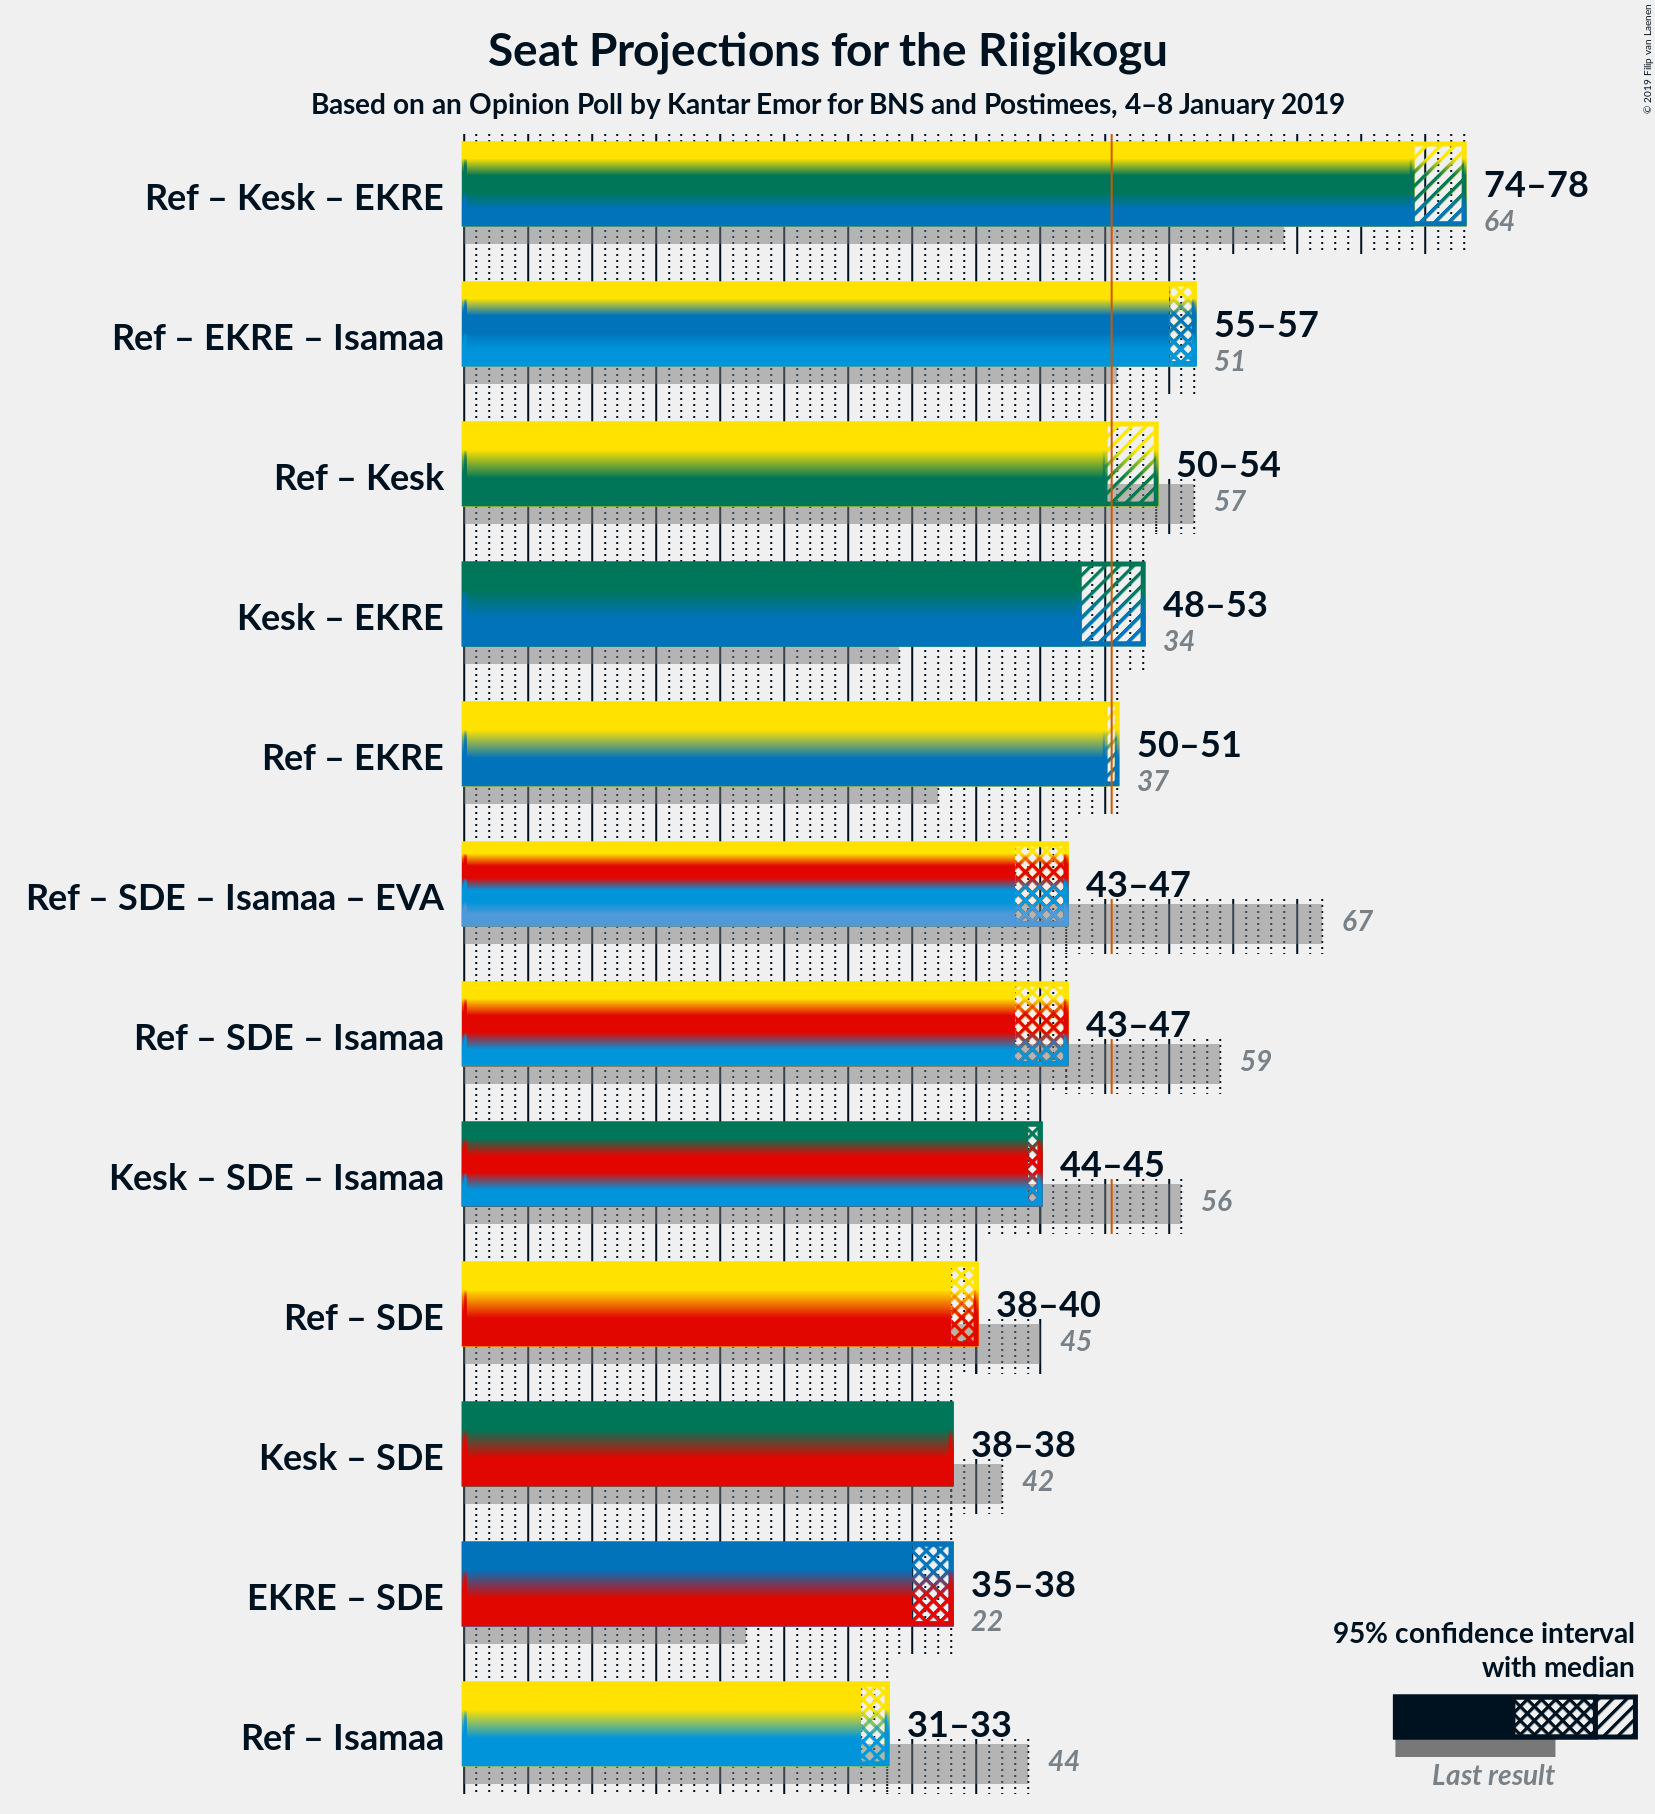 Seat Projections for the Riigikogu
Based on an Opinion Poll by Kantar Emor for BNS and Postimees, 4–8 January 2019
© 2019 Filip van Laenen
Ref – Kesk – EKRE
74–78
64
Ref – EKRE – Isamaa
55–57
51
Ref – Kesk
50–54
57
Kesk – EKRE
48–53
34
Ref – EKRE
50–51
37
Ref – SDE – Isamaa – EVA
43–47
67
Ref – SDE – Isamaa
43–47
59
Kesk – SDE – Isamaa
44–45
56
Ref – SDE
38–40
45
Kesk – SDE
38–38
42
EKRE – SDE
35–38
22
Ref – Isamaa
31–33
44
95% confidence interval
with median
Last result